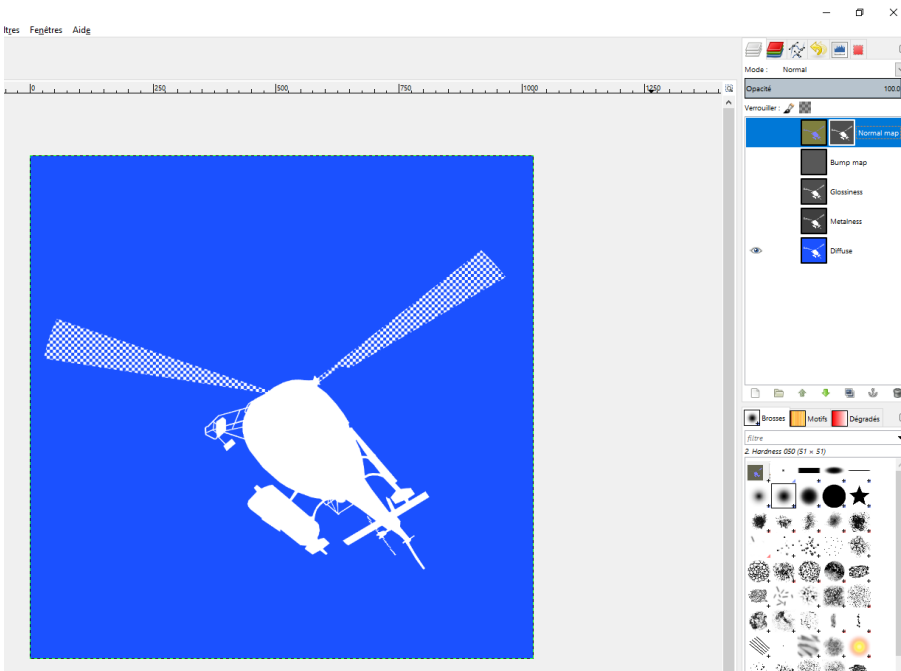 ltres Fenêtres Aide
0 250 500 750 1000 1250
Mode : Normal
Opacité 100,0
Verrouiller :
Normal map
Bump map
Glossiness
Metalness
Diffuse
Brosses Motifs Dégradés
filtre
2. Hardness 050 (51 × 51)